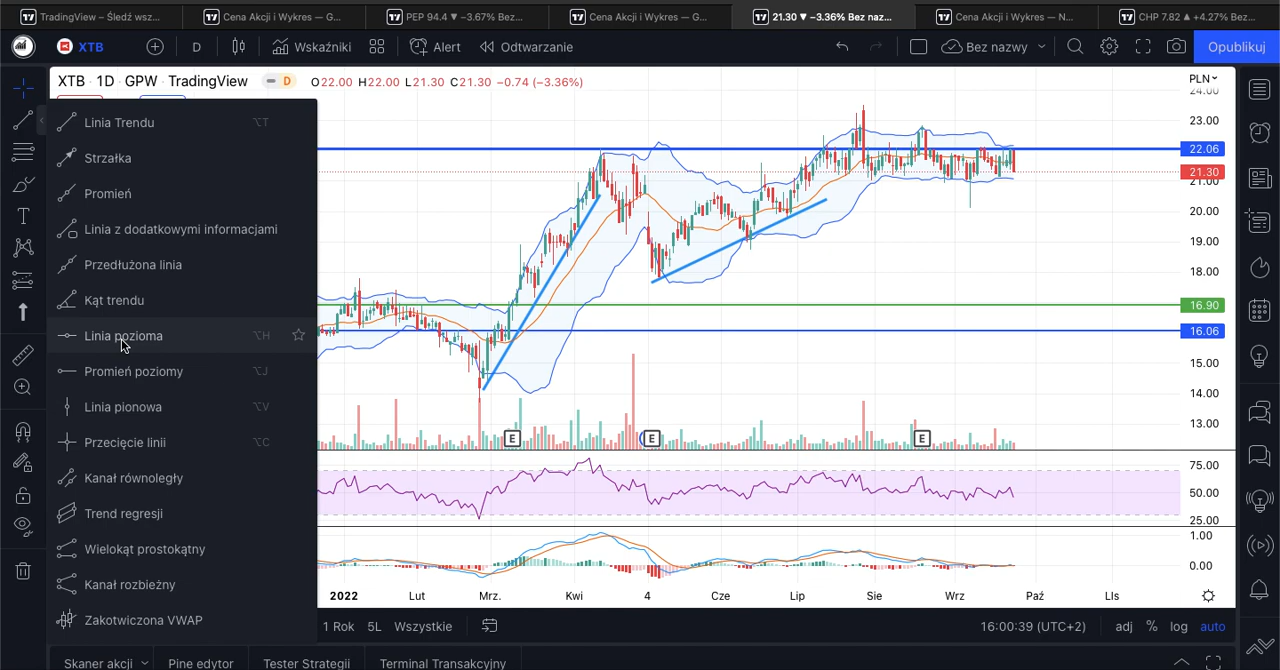 TradingView – Śledź wsz...
Cena Akcji i Wykres — G...
PEP 94.4 ▼ −3.67% Bez...
Cena Akcji i Wykres — G...
21.30 ▼ −3.36% Bez naz...
Cena Akcji i Wykres — N...
CHP 7.82 ▲ +4.27% Bez...
XTB
D
Wskaźniki
Alert
Odtwarzanie
Bez nazwy
Opublikuj
XTB · 1D · GPW · TradingView
D
O22.00 H22.00 L21.30 C21.30 −0.74 (−3.36%)
PLN
Linia Trendu ⌥T
Strzałka
Promień
Linia z dodatkowymi informacjami
Przedłużona linia
Kąt trendu
Linia pozioma ⌥H
Promień poziomy ⌥J
Linia pionowa ⌥V
Przecięcie linii ⌥C
Kanał równoległy
Trend regresji
Wielokąt prostokątny
Kanał rozbieżny
Zakotwiczona VWAP
24.00
23.00
22.06
21.30
21.00
20.00
19.00
18.00
16.90
16.06
15.00
14.00
13.00
E
E
E
75.00
50.00
25.00
1.00
0.00
2022 Lut Mrz. Kwi 4 Cze Lip Sie Wrz Paź LIs
1 Rok 5L Wszystkie
16:00:39 (UTC+2)
adj % log auto
Skaner akcji
Pine edytor
Tester Strategii
Terminal Transakcyjny